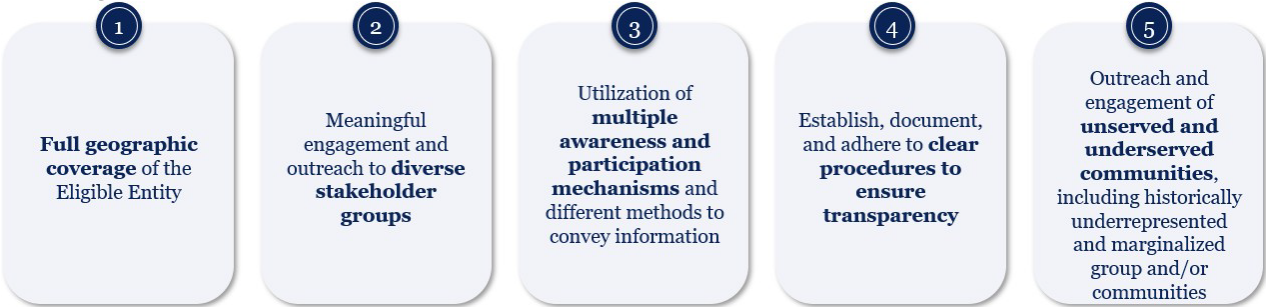 1
Full geographic
coverage of the
Eligible Entity
2
Meaningful
engagement and
outreach to diverse
stakeholder
groups
3
Utilization of
multiple
awareness and
participation
mechanisms and
different methods to
convey information
4
Establish, document,
and adhere to clear
procedures to
ensure
transparency
5
Outreach and
engagement of
unserved and
underserved
communities,
including historically
underrepresented
and marginalized
group and/or
communities